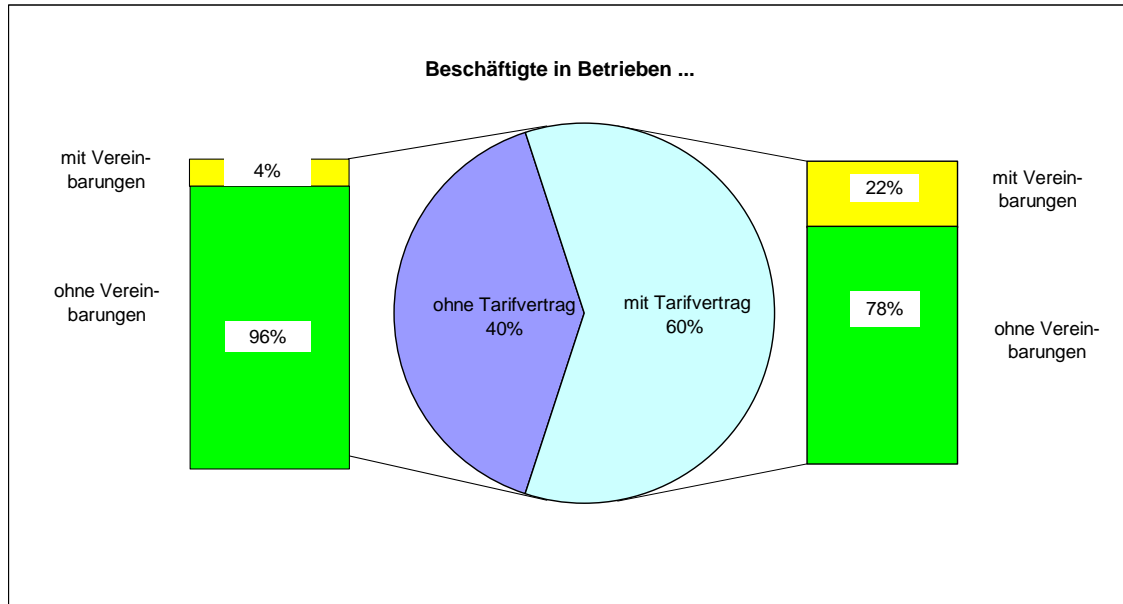 Beschäftigte in Betrieben ...
mit Verein-
barungen
4%
ohne Verein-
barungen
96%
ohne Tarifvertrag
40%
mit Tarifvertrag
60%
22%
mit Verein-
barungen
78%
ohne Verein-
barungen